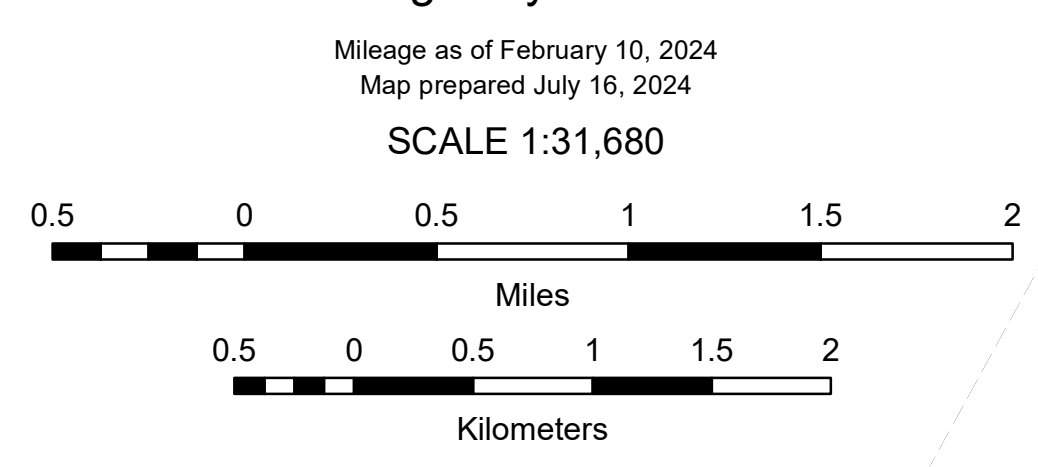 Mileage as of February 10, 2024
Map prepared July 16, 2024
SCALE 1:31,680
0.5 0 0.5 1 1.5 2
Miles
0.5 0 0.5 1 1.5 2
Kilometers